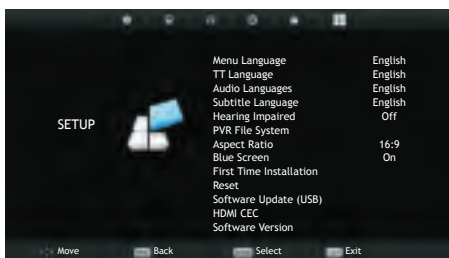 Menu Language English
TT Language English
Audio Languages English
Subtitle Language English
SETUP
Hearing Impaired Off
PVR File System
Aspect Ratio 16:9
Blue Screen On
First Time Installation
Reset
Software Update (USB)
HDMI CEC
Software Version
Move Back Select Exit